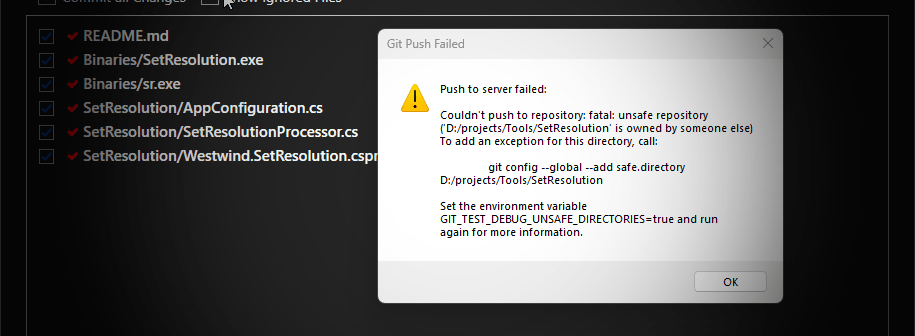 Commit all Changes
Show Ignored Files
README.md
Binaries/SetResolution.exe
Binaries/sr.exe
SetResolution/AppConfiguration.cs
SetResolution/SetResolutionProcessor.cs
SetResolution/Westwind.SetResolution.cspr
Git Push Failed
Push to server failed:
Couldn't push to repository: fatal: unsafe repository
('D:/projects/Tools/SetResolution' is owned by someone else)
To add an exception for this directory, call:
git config --global --add safe.directory
D:/projects/Tools/SetResolution
Set the environment variable
GIT_TEST_DEBUG_UNSAFE_DIRECTORIES=true and run
again for more information.
OK